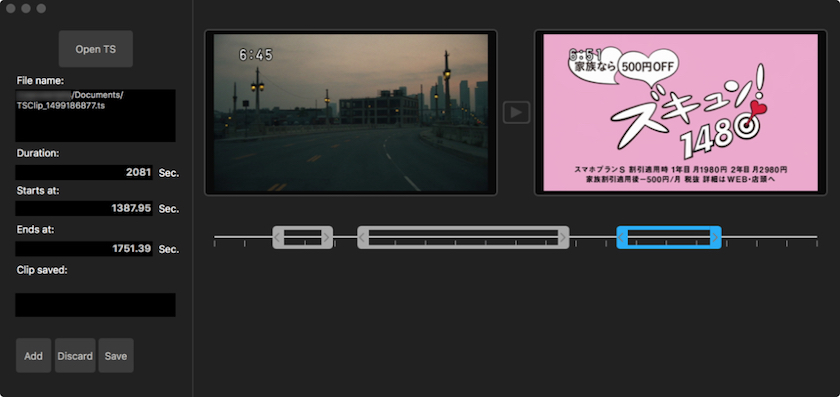 Open TS
File name:
/Documents/
TSClip_1499186877.ts
Duration:
2081 Sec.
Starts at:
1387.95 Sec.
Ends at:
1751.39 Sec.
Clip saved:
Add Discard Save
6:45
6:51
家族なら 500円OFF
ズキュン!
148
スマホプランS 割引適用時 1年目 月1980円 2年目 月2980円
家族割引適用後―500円/月 税抜 詳細はWEB・店頭へ